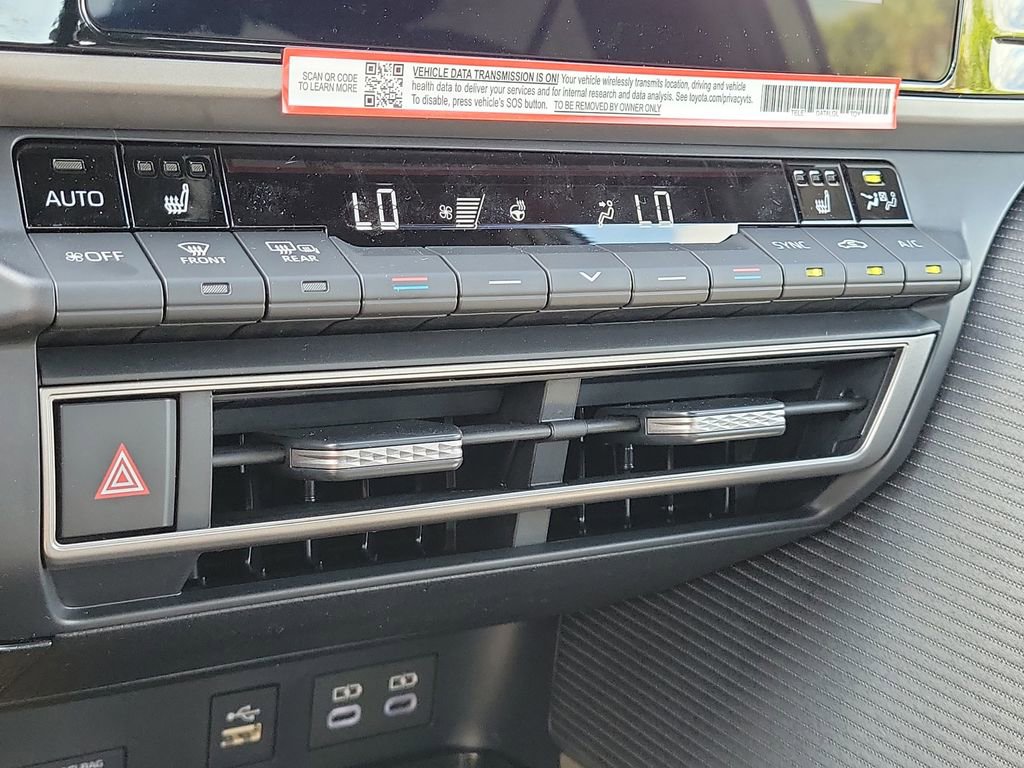 SCAN QR CODE
TO LEARN MORE
VEHICLE DATA TRANSMISSION IS ON! Your vehicle wirelessly transmits location, driving and vehicle
health data to deliver your services and for internal research and data analysis. See toyota.com/privacyvts.
To disable, press vehicle's SOS button. TO BE REMOVED BY OWNER ONLY
AUTO
LO
LO
OFF
FRONT
REAR
SYNC
A/C